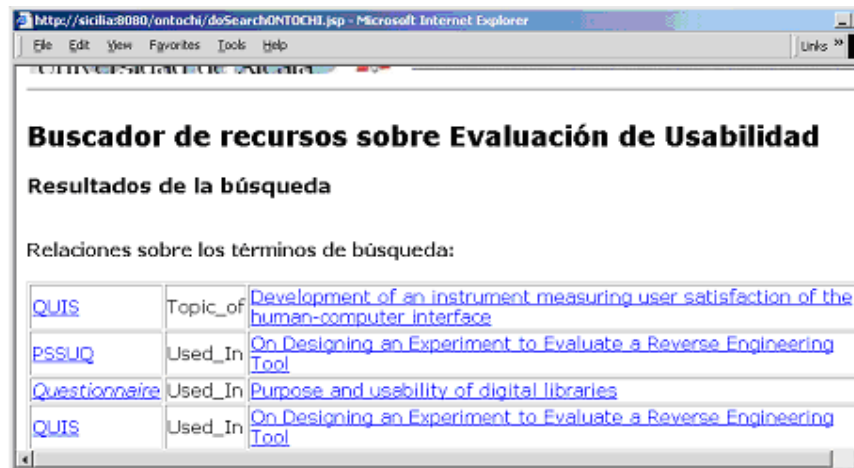 http://sicilia:8080/ontochi/doSearchONTOCHI.jsp - Microsoft Internet Explorer
File Edit View Favorites Tools Help Links »
Universidad de Alcalá
Buscador de recursos sobre Evaluación de Usabilidad
Resultados de la búsqueda
Relaciones sobre los términos de búsqueda:
QUIS Topic_of Development of an instrument measuring user satisfaction of the
human-computer interface
PSSUQ Used_In On Designing an Experiment to Evaluate a Reverse Engineering
Tool
Questionnaire Used_In Purpose and usability of digital libraries
QUIS Used_In On Designing an Experiment to Evaluate a Reverse Engineering
Tool